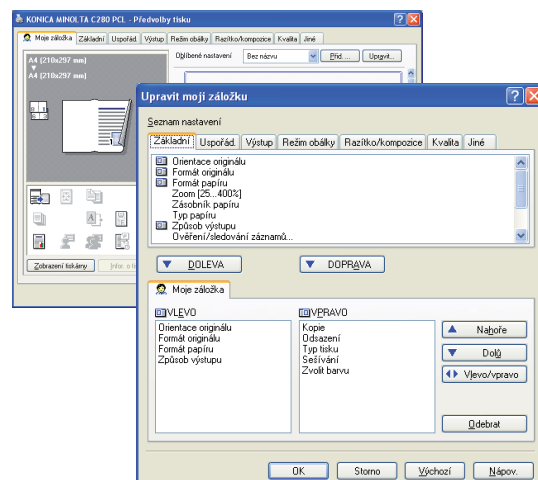 KONICA MINOLTA C280 PCL - Předvolby tisku
Moje záložka Základní Uspořád. Výstup Režim obálky Razítko/kompozice Kvalita Jiné
A4 (210x297 mm)
A4 (210x297 mm)
Oblíbené nastavení Bez názvu Přid.... Upravit...
Zobrazení tiskárny
Upravit moji záložku
Seznam nastavení
Základní Uspořád. Výstup Režim obálky Razítko/kompozice Kvalita Jiné
Orientace originálu
Formát originálu
Formát papíru
Zoom [25...400%]
Zásobník papíru
Typ papíru
Způsob výstupu
Ověření/sledování záznamů...
DOLEVA DOPRAVA
Moje záložka
VLEVO
Orientace originálu
Formát originálu
Formát papíru
Způsob výstupu
VPRAVO
Kopie
Odsazení
Typ tisku
Sešívání
Zvolit barvu
Nahoře
Dolů
Vlevo/vpravo
Odebrat
OK Storno Výchozí Nápov.